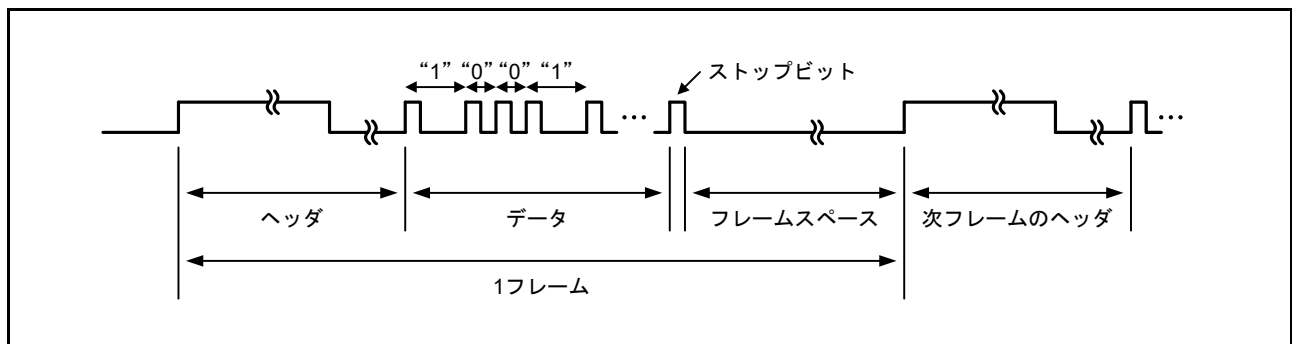 “1” “0” “0” “1”
ストップビット
…
…
ヘッダ
データ
フレームスペース
次フレームのヘッダ
1フレーム